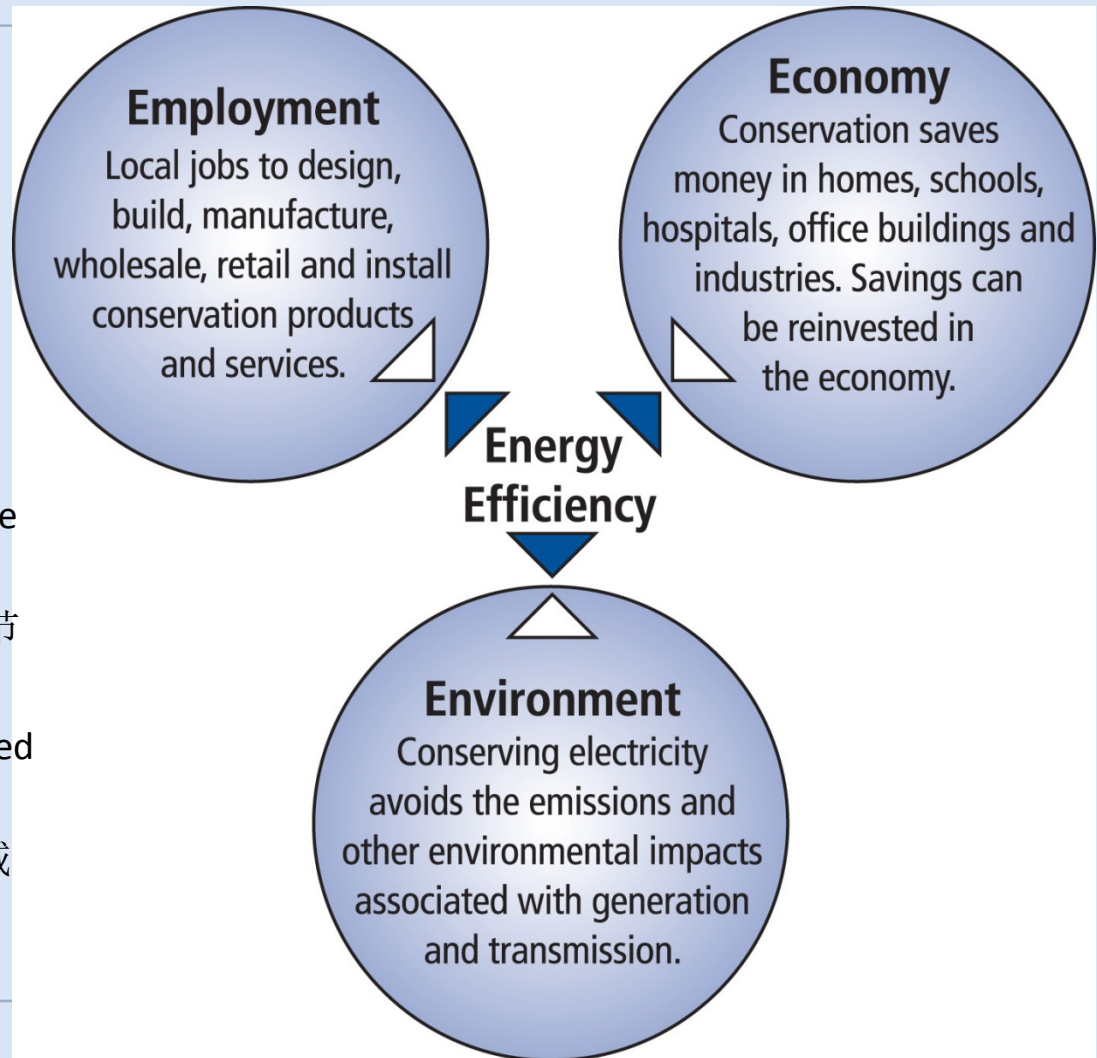 Employment
Local jobs to design,
build, manufacture,
wholesale, retail and install
conservation products
and services.
Economy
Conservation saves
money in homes, schools,
hospitals, office buildings and
industries. Savings can
be reinvested in
the economy.
Energy
Efficiency
Environment
Conserving electricity
avoids the emissions and
other environmental impacts
associated with generation
and transmission.